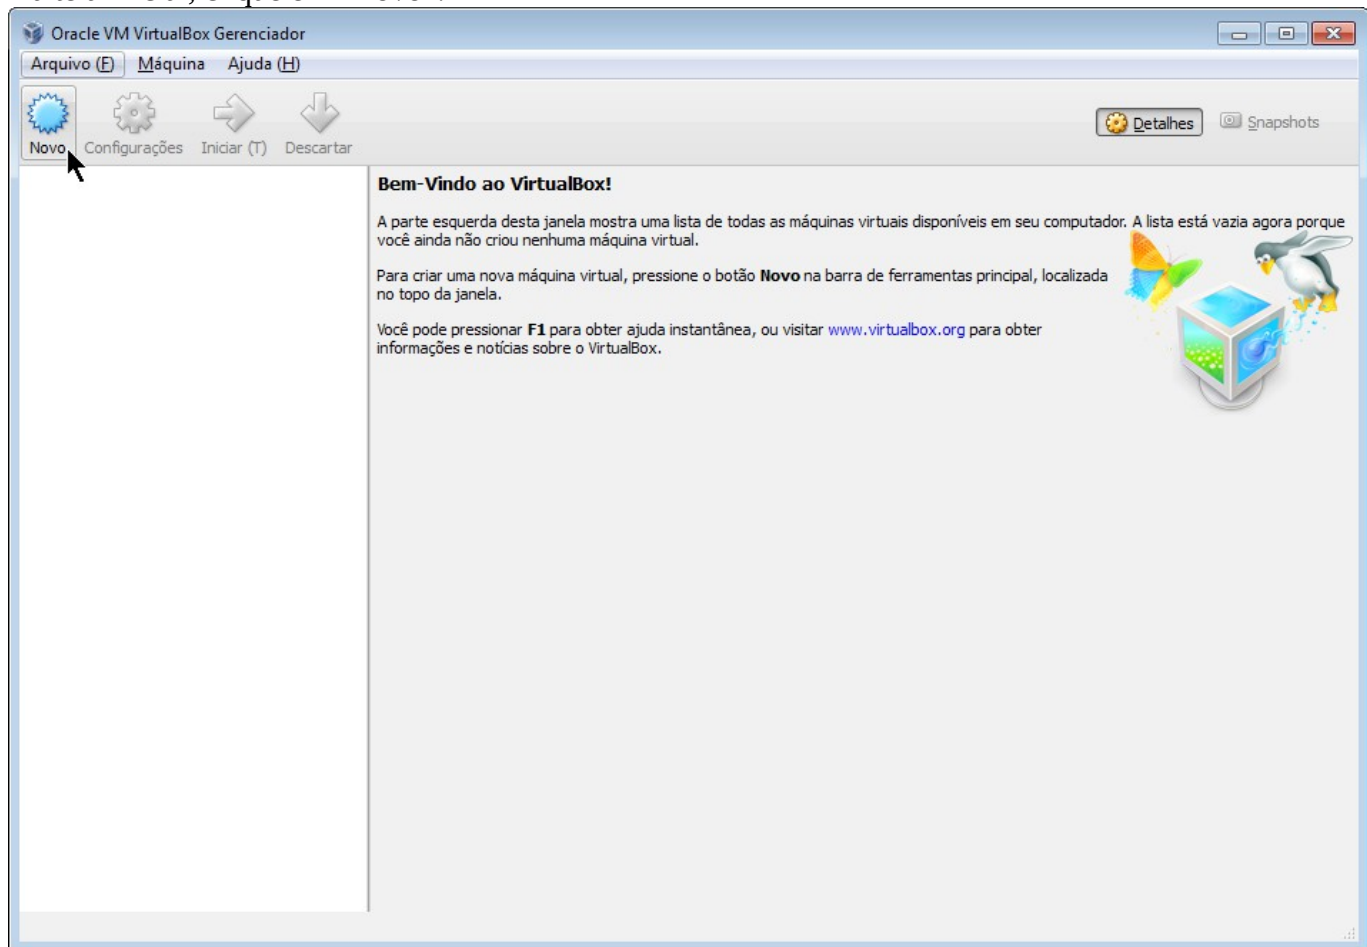 Oracle VM VirtualBox Gerenciador
Arquivo (F) Máquina Ajuda (H)
Novo Configurações Iniciar (T) Descartar
Detalhes Snapshots
Bem-Vindo ao VirtualBox!
A parte esquerda desta janela mostra uma lista de todas as máquinas virtuais disponíveis em seu computador. A lista está vazia agora porque
você ainda não criou nenhuma máquina virtual.
Para criar uma nova máquina virtual, pressione o botão Novo na barra de ferramentas principal, localizada
no topo da janela.
Você pode pressionar F1 para obter ajuda instantânea, ou visitar www.virtualbox.org para obter
informações e notícias sobre o VirtualBox.